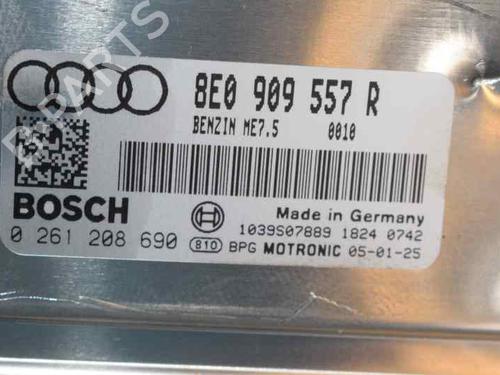 8E0 909 557 R
BENZIN ME7.5 0010
BOSCH
Made in Germany
1039S07889 1824 0742
0 261 208 690
810 BPG MOTRONIC 05-01-25